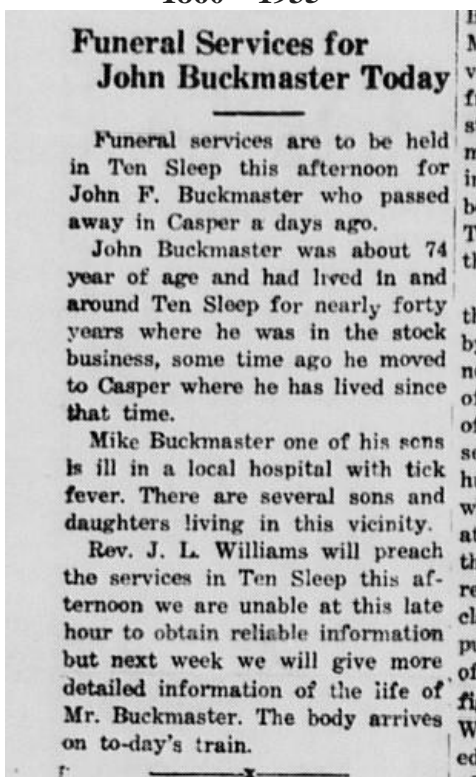 Funeral Services for
John Buckmaster Today
Funeral services are to be held
in Ten Sleep this afternoon for
John F. Buckmaster who passed
away in Casper a days ago.
John Buckmaster was about 74
year of age and had lived in and
around Ten Sleep for nearly forty
years where he was in the stock
business, some time ago he moved
to Casper where he has lived since
that time.
Mike Buckmaster one of his sons
is ill in a local hospital with tick
fever. There are several sons and
daughters living in this vicinity.
Rev. J. L. Williams will preach
the services in Ten Sleep this af-
ternoon we are unable at this late
hour to obtain reliable information
but next week we will give more
detailed information of the life of
Mr. Buckmaster. The body arrives
on to-day's train.